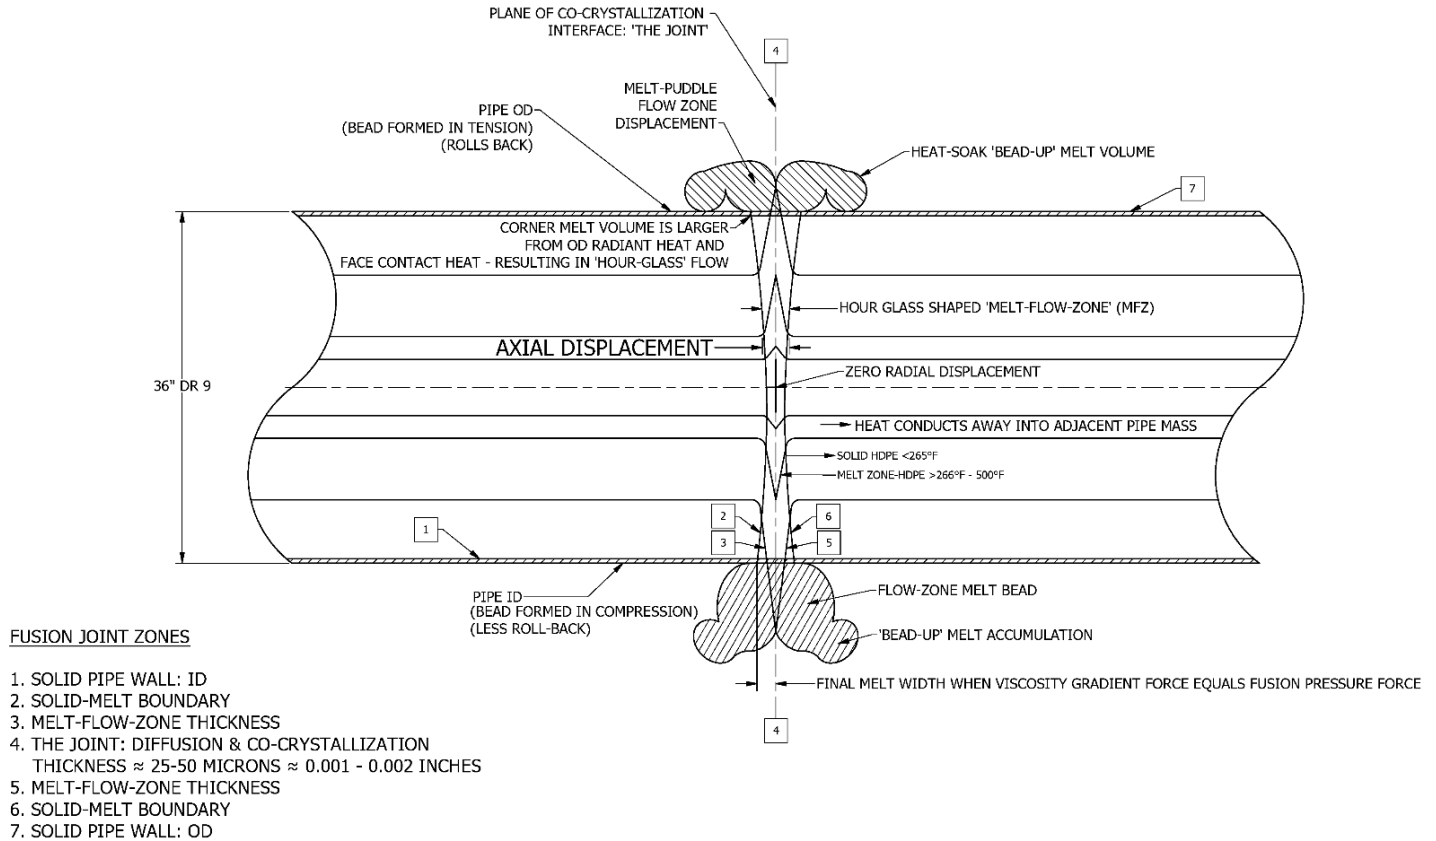 PLANE OF CO-CRYSTALLIZATION
INTERFACE: 'THE JOINT'
4
MELT-PUDDLE
FLOW ZONE
DISPLACEMENT
PIPE OD
(BEAD FORMED IN TENSION)
(ROLLS BACK)
HEAT-SOAK 'BEAD-UP' MELT VOLUME
7
CORNER MELT VOLUME IS LARGER
FROM OD RADIANT HEAT AND
FACE CONTACT HEAT - RESULTING IN 'HOUR-GLASS' FLOW
HOUR GLASS SHAPED 'MELT-FLOW-ZONE' (MFZ)
AXIAL DISPLACEMENT
ZERO RADIAL DISPLACEMENT
36" DR 9
HEAT CONDUCTS AWAY INTO ADJACENT PIPE MASS
SOLID HDPE <265°F
MELT ZONE-HDPE >266°F - 500°F
2
6
1
3
5
PIPE ID
(BEAD FORMED IN COMPRESSION)
(LESS ROLL-BACK)
FLOW-ZONE MELT BEAD
'BEAD-UP' MELT ACCUMULATION
FINAL MELT WIDTH WHEN VISCOSITY GRADIENT FORCE EQUALS FUSION PRESSURE FORCE
4
FUSION JOINT ZONES
1. SOLID PIPE WALL: ID
2. SOLID-MELT BOUNDARY
3. MELT-FLOW-ZONE THICKNESS
4. THE JOINT: DIFFUSION & CO-CRYSTALLIZATION
THICKNESS ≈ 25-50 MICRONS ≈ 0.001 - 0.002 INCHES
5. MELT-FLOW-ZONE THICKNESS
6. SOLID-MELT BOUNDARY
7. SOLID PIPE WALL: OD